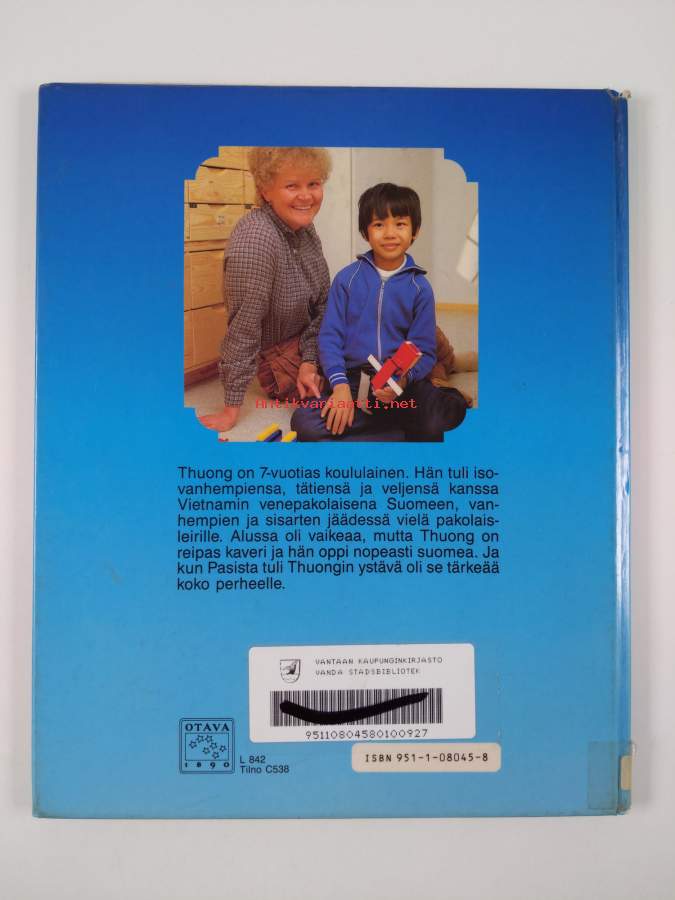 Antikvariaatti.net
Thuong on 7-vuotias koululainen. Hän tuli iso-
vanhempiensa, tätiensä ja veljensä kanssa
Vietnamin venepakolaisena Suomeen, van-
hempien ja sisarten jäädessä vielä pakolais-
leirille. Alussa oli vaikeaa, mutta Thuong on
reipas kaveri ja hän oppi nopeasti suomea. Ja
kun Pasista tuli Thuongin ystävä oli se tärkeää
koko perheelle.
VANTAAN KAUPUNGINKIRJASTO
VANDA STADSBIBLIOTEK
95110804580100927
OTAVA
1890
L 842
Tilno C538
ISBN 951-1-08045-8